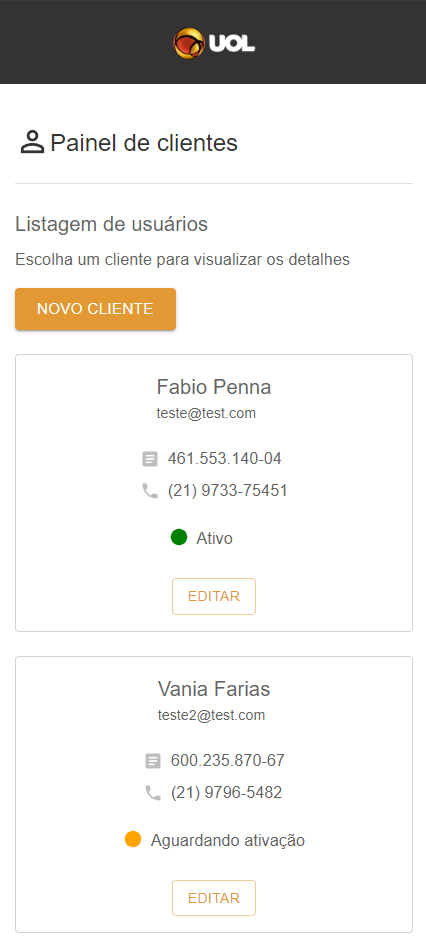 UOL
Painel de clientes
Listagem de usuários
Escolha um cliente para visualizar os detalhes
NOVO CLIENTE
Fabio Penna
teste@test.com
461.553.140-04
(21) 9733-75451
Ativo
EDITAR
Vania Farias
teste2@test.com
600.235.870-67
(21) 9796-5482
Aguardando ativação
EDITAR